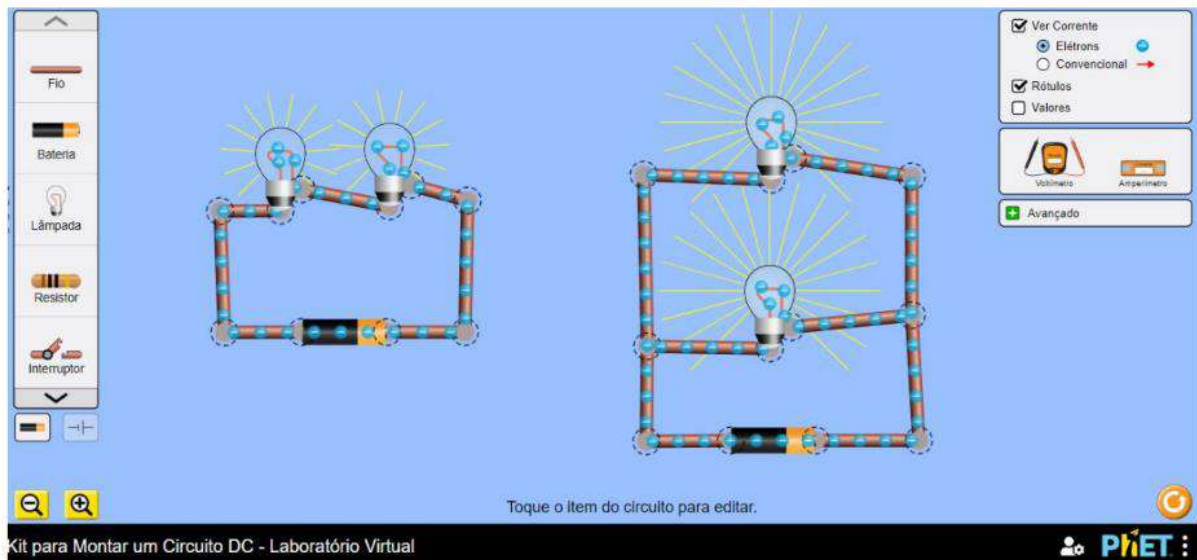 Fio
Bateria
Lâmpada
Resistor
Interruptor
Ver Corrente
Elétrons
Convencional
Rótulos
Valores
Voltímetro
Amperímetro
Avançado
Toque o item do circuito para editar.
Kit para Montar um Circuito DC - Laboratório Virtual
PhET